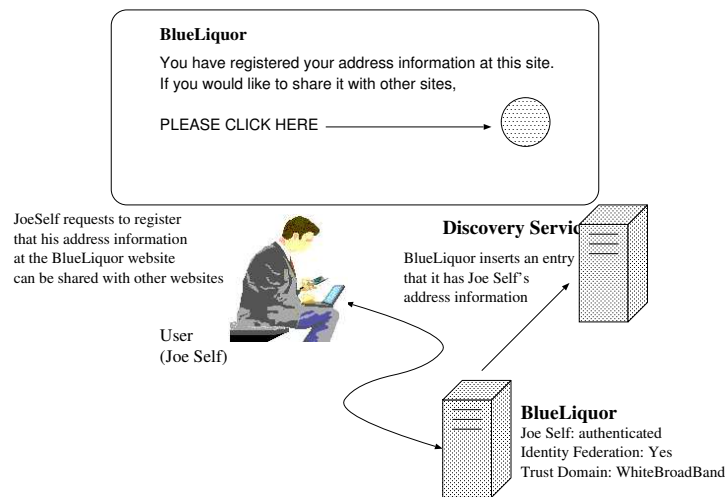 BlueLiquor
You have registered your address information at this site.
If you would like to share it with other sites,
PLEASE CLICK HERE
JoeSelf requests to register
that his address information
at the BlueLiquor website
can be shared with other websites
Discovery Servic
BlueLiquor inserts an entry
that it has Joe Self's
address information
User
(Joe Self)
BlueLiquor
Joe Self: authenticated
Identity Federation: Yes
Trust Domain: WhiteBroadBand